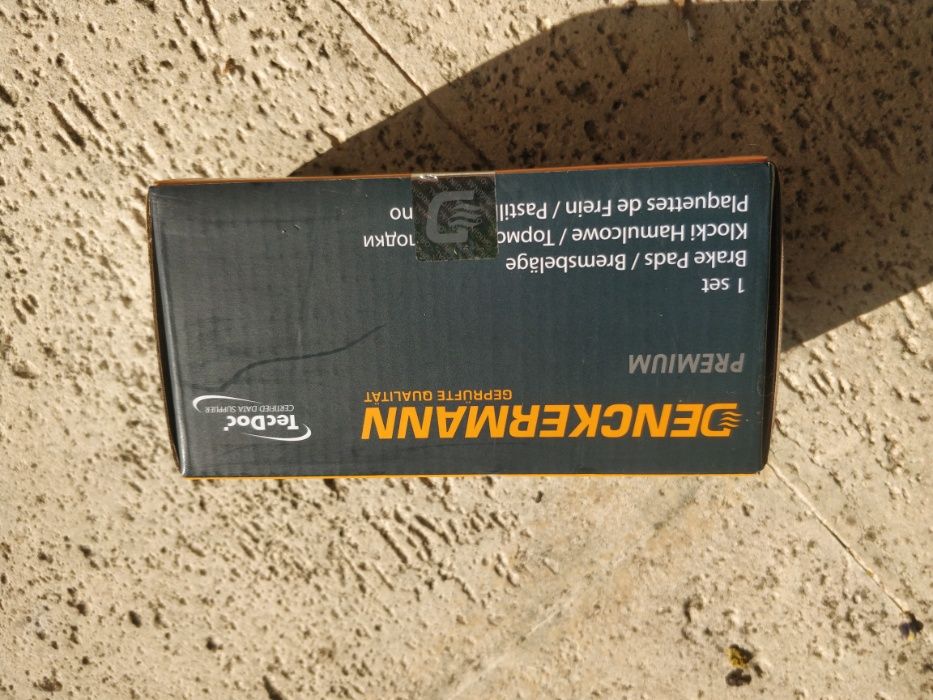 DENCKERMANN
GEPRÜFTE QUALITÄT
TecDoc
CERTIFIED DATA SUPPLIER
PREMIUM
1 set
Brake Pads / Bremsbeläge
Klocki Hamulcowe /
Plaquettes de Frein /